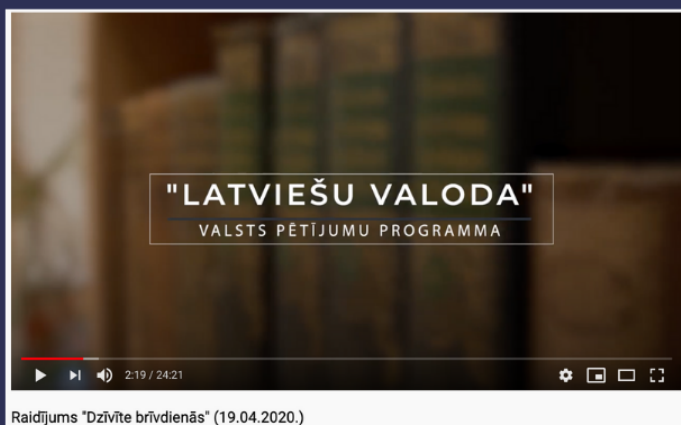 "LATVIEŠU VALODA"
VALSTS PĒTĪJUMU PROGRAMMA
2:19 / 24:21
Raidījums "Dzīvīte brīvdienās" (19.04.2020.)